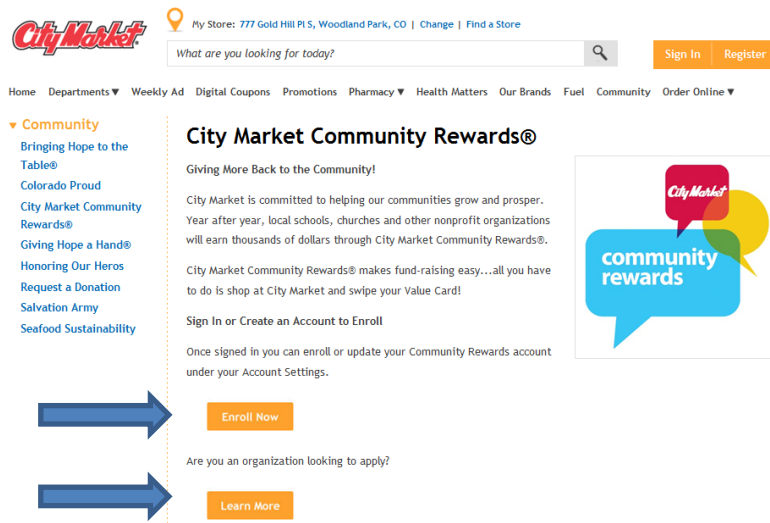 City Market
My Store: 777 Gold Hill Pl S, Woodland Park, CO | Change | Find a Store
What are you looking for today?
Sign In Register
Home Departments▼ Weekly Ad Digital Coupons Promotions Pharmacy▼ Health Matters Our Brands Fuel Community Order Online▼
Community
Bringing Hope to the
Table®
Colorado Proud
City Market Community
Rewards®
Giving Hope a Hand®
Honoring Our Heros
Request a Donation
Salvation Army
Seafood Sustainability
City Market Community Rewards®
Giving More Back to the Community!
City Market is committed to helping our communities grow and prosper.
Year after year, local schools, churches and other nonprofit organizations
will earn thousands of dollars through City Market Community Rewards®.
City Market Community Rewards® makes fund-raising easy...all you have
to do is shop at City Market and swipe your Value Card!
Sign In or Create an Account to Enroll
Once signed in you can enroll or update your Community Rewards account
under your Account Settings.
Enroll Now
Are you an organization looking to apply?
Learn More
City Market
community
rewards